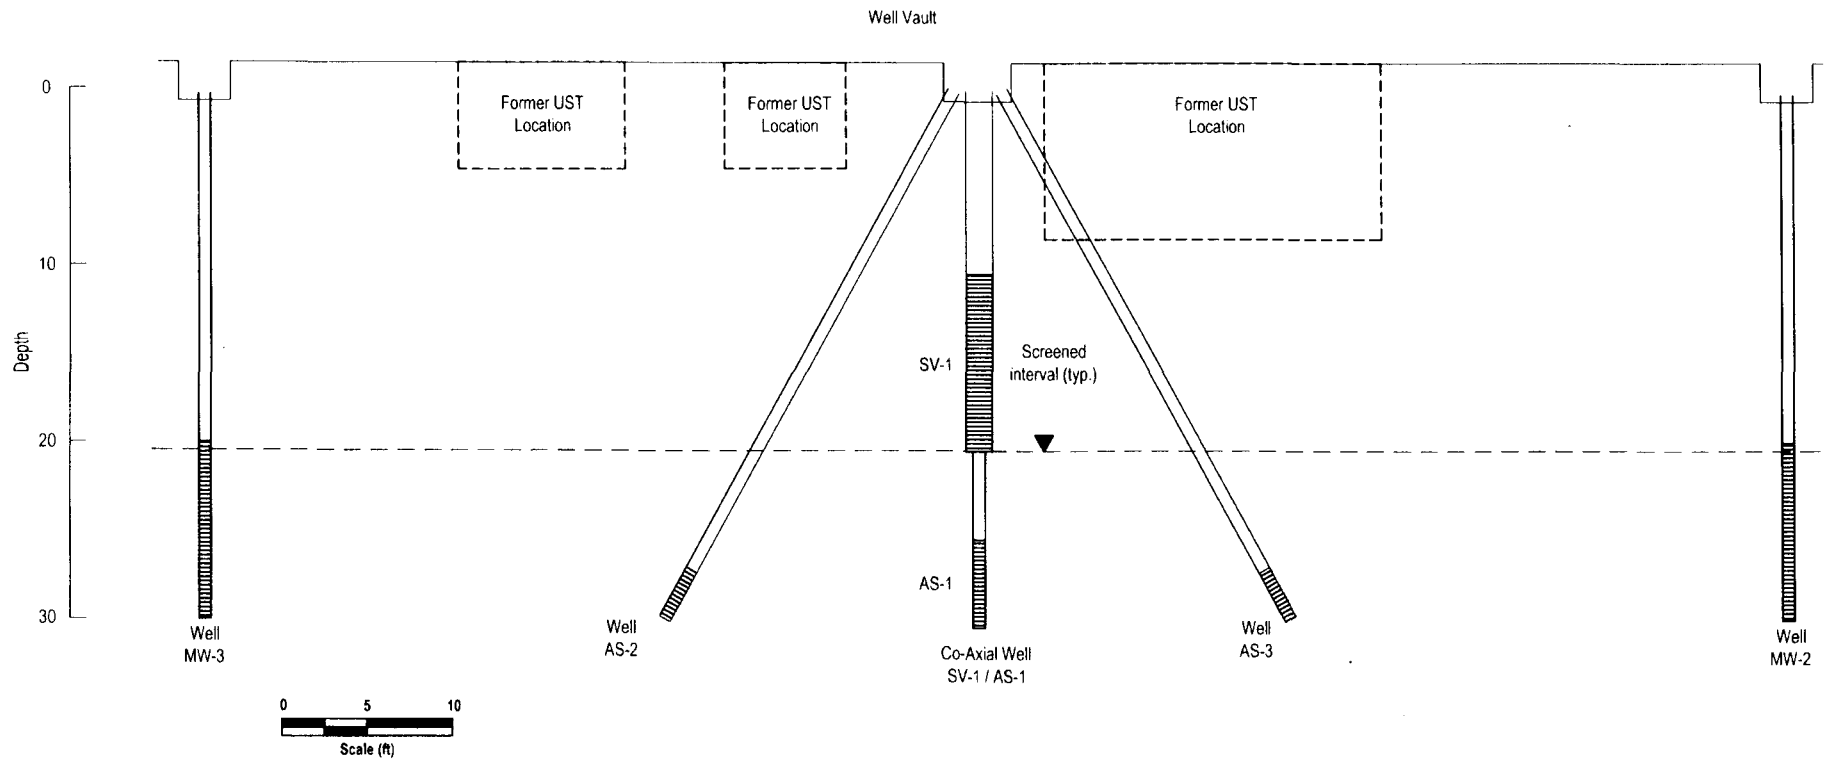 Well Vault
0
Former UST
Location
Former UST
Location
Former UST
Location
10
Depth
SV-1
Screened
interval (typ.)
20
AS-1
30
Well
MW-3
Well
AS-2
Co-Axial Well
SV-1 / AS-1
Well
AS-3
Well
MW-2
0 5 10
Scale (ft)